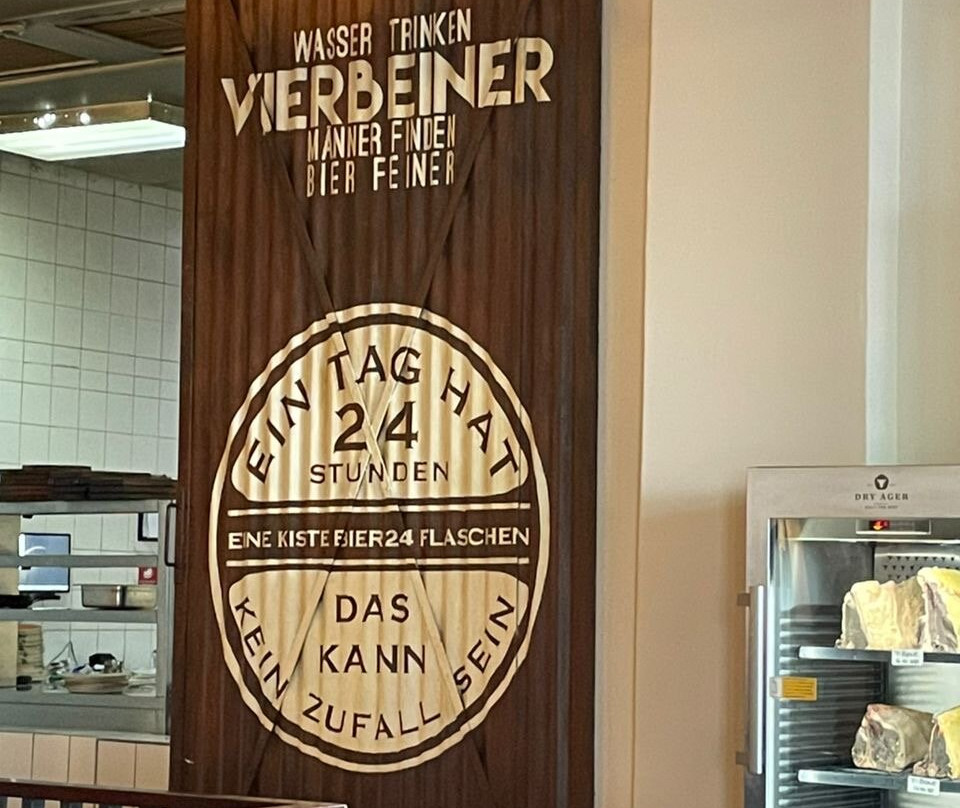 WASSER TRINKEN
VIERBEINER
MÄNNER FINDEN
BIER FEINER
EIN TAG HAT
24
STUNDEN
EINE KISTE BIER 24 FLASCHEN
DAS
KANN
KEIN ZUFALL SEIN
DRY AGER